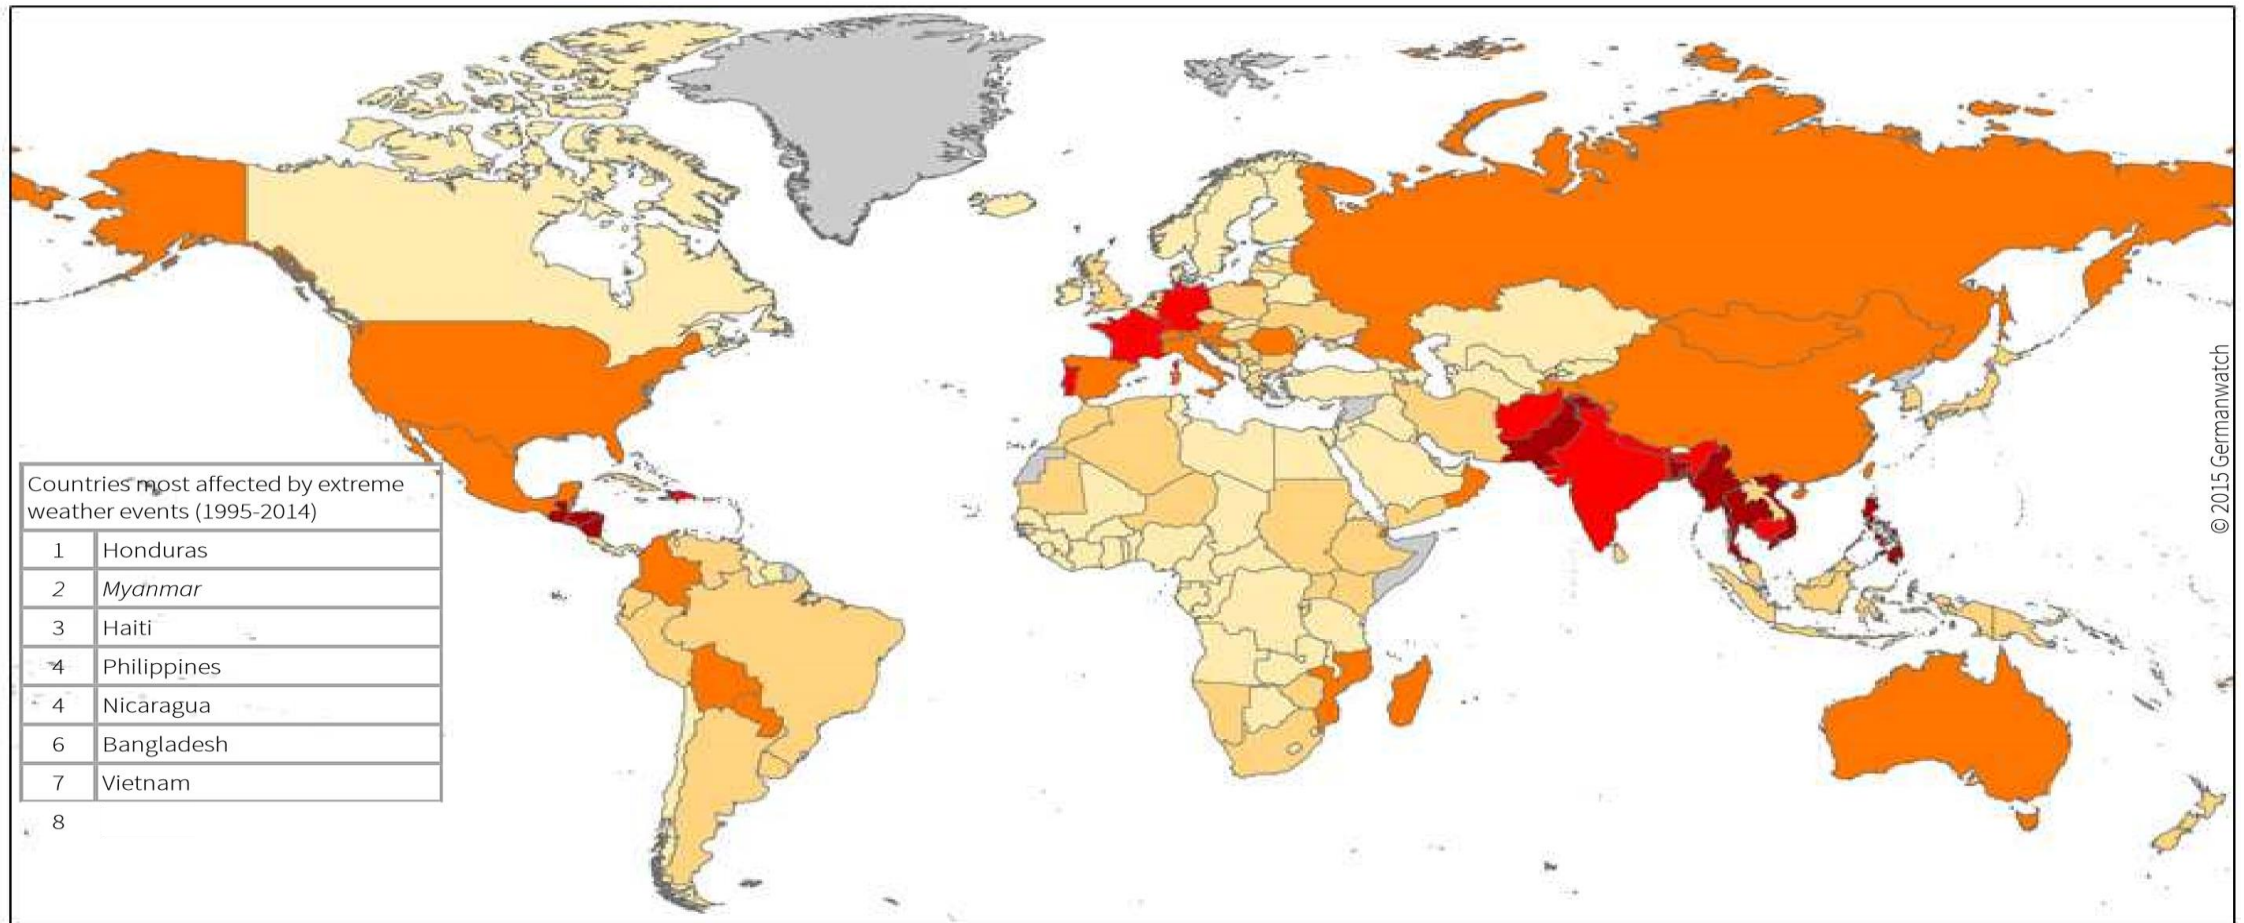 Countries most affected by extreme
weather events (1995-2014)
1 Honduras
2 Myanmar
3 Haiti
4 Philippines
4 Nicaragua
6 Bangladesh
7 Vietnam
8
© 2015 Germanwatch